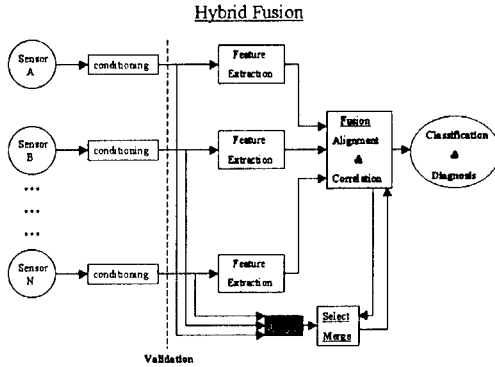 Hybrid Fusion
Sensor
A
conditioning
Feature
Extraction
Sensor
B
conditioning
Feature
Extraction
Fusion
Alignment
&
Correlation
Classification
&
Diagnosis
...
...
...
Sensor
N
conditioning
Feature
Extraction
Select
Merge
Validation